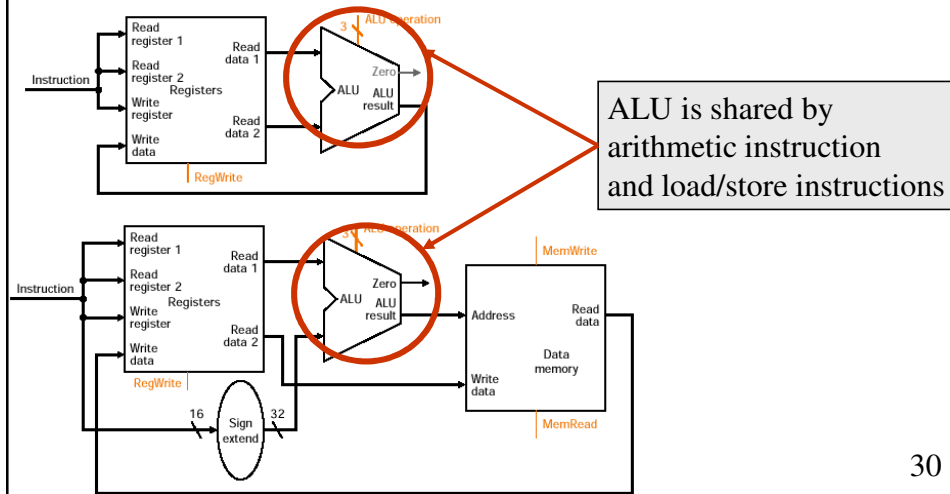 3
ALU operation
Read
register 1
Read
data 1
Read
register 2
Instruction
Registers
Write
register
Read
data 2
Write
data
Zero
ALU
ALU
result
RegWrite
ALU is shared by
arithmetic instruction
and load/store instructions
3
ALU operation
Read
register 1
Read
data 1
Read
register 2
Instruction
Registers
Write
register
Read
data 2
Write
data
Zero
ALU
ALU
result
RegWrite
MemWrite
Address
Read
data
Data
memory
Write
data
MemRead
16
Sign
extend
32
30